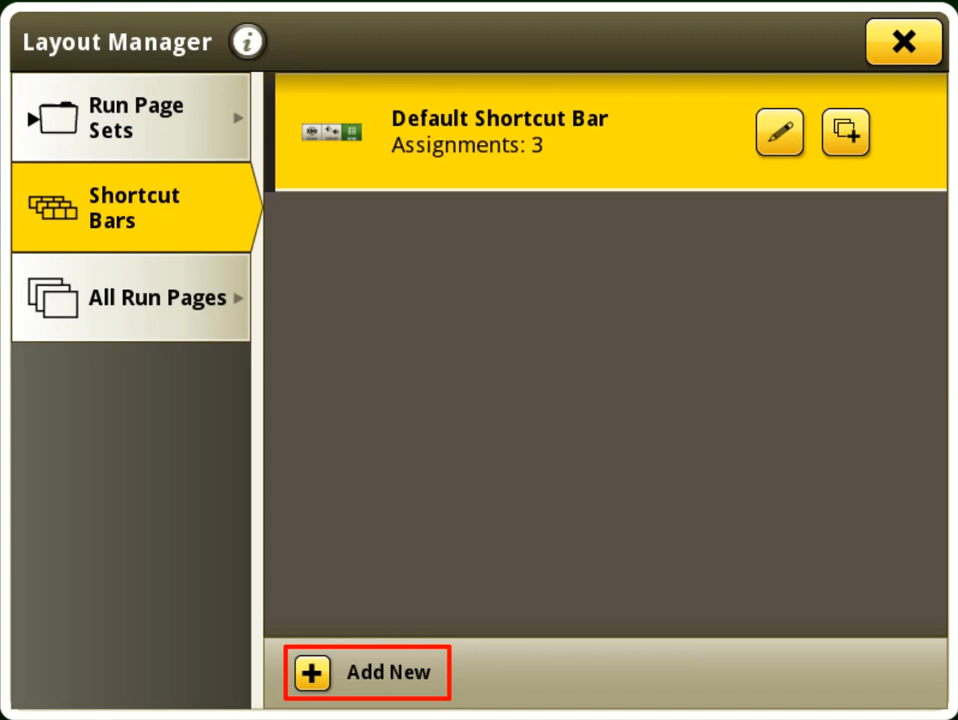 Layout Manager
Run Page
Sets
Shortcut
Bars
All Run Pages
Default Shortcut Bar
Assignments: 3
Add New